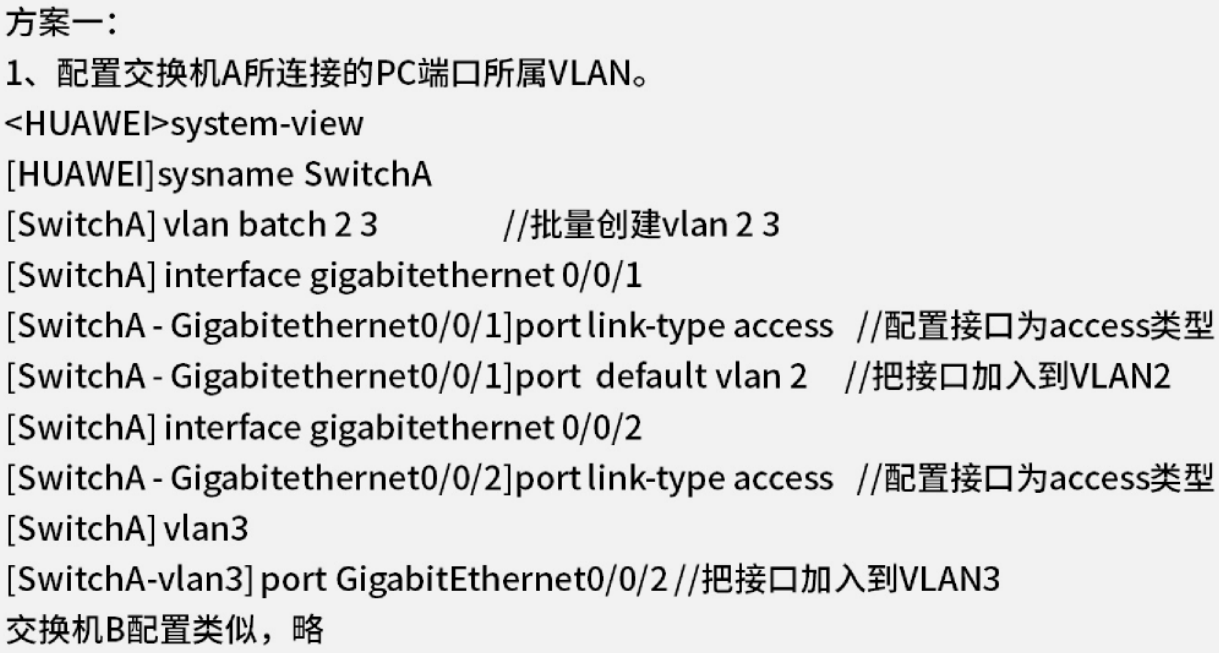 方案一：
1、配置交换机A所连接的PC端口所属VLAN。
<HUAWEI>system-view
[HUAWEI]sysname SwitchA
[SwitchA] vlan batch 2 3 //批量创建vlan 2 3
[SwitchA] interface gigabitethernet 0/0/1
[SwitchA - Gigabitethernet0/0/1]port link-type access //配置接口为access类型
[SwitchA - Gigabitethernet0/0/1]port default vlan 2 //把接口加入到VLAN2
[SwitchA] interface gigabitethernet 0/0/2
[SwitchA - Gigabitethernet0/0/2]port link-type access //配置接口为access类型
[SwitchA] vlan3
[SwitchA-vlan3] port GigabitEthernet0/0/2 //把接口加入到VLAN3
交换机B配置类似，略